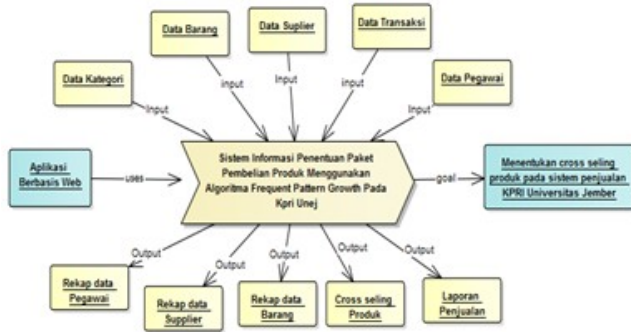 Data Barang
Data Suplier
Data Transaksi
Data Kategori
Data Pegawai
input
Input
input
Input
Input
Aplikasi
Berbasis Web
uses
Sistem Informasi Penentuan Paket
Pembelian Produk Menggunakan
Algoritma Frequent Pattern Growth Pada
Kpri Unej
goal
Menentukan cross seling
produk pada sistem penjualan
KPRI Universitas Jember
Output
Output
Output
Output
Output
Rekap data
Pegawai
Rekap data
Supplier
Rekap data
Barang
Cross seling
Produk
Laporan
Penjualan